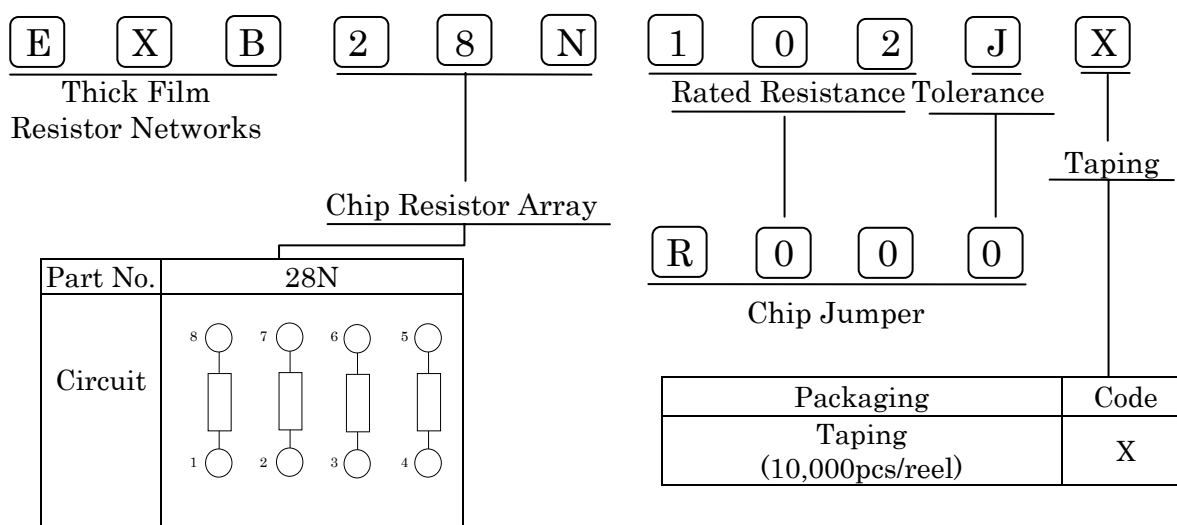 E X B 2 8 N 1 0 2 J X
Thick Film
Resistor Networks
Rated Resistance Tolerance
Taping
Chip Resistor Array
R 0 0 0
Chip Jumper
Part No. 28N
Circuit
8 7 6 5
1 2 3 4
Packaging Code
Taping
(10,000pcs/reel)
X